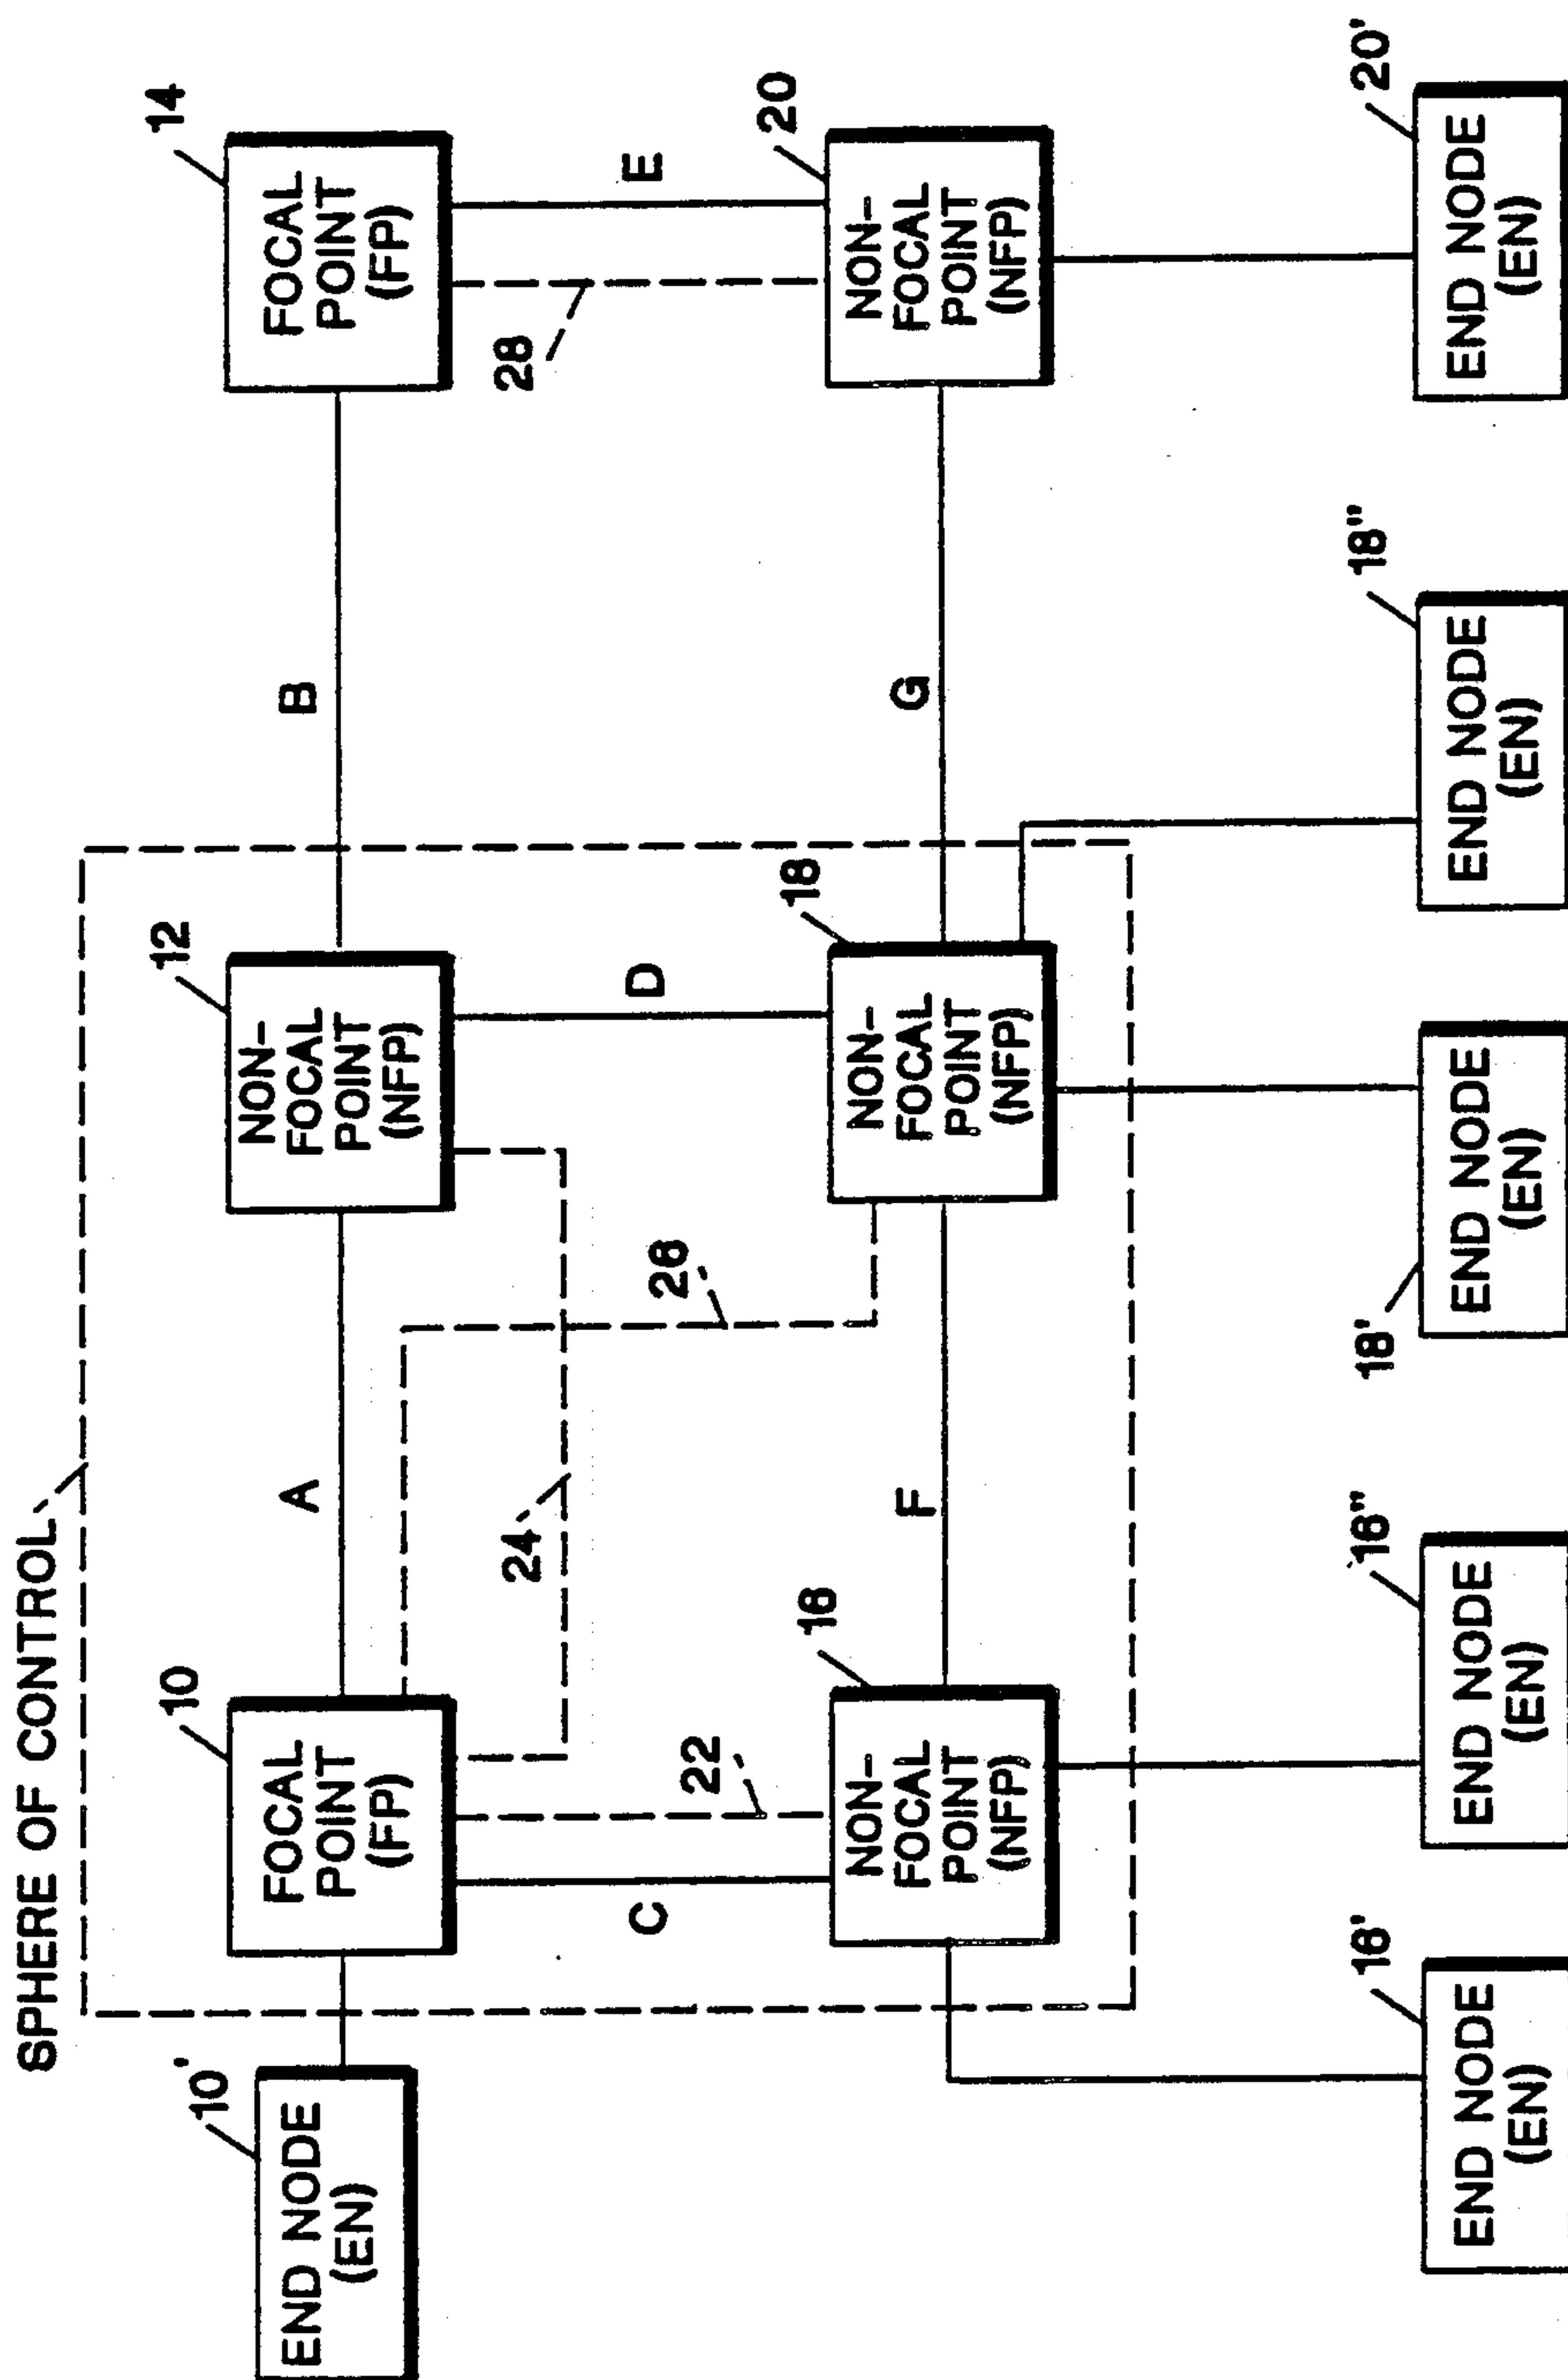 SPHERE OF CONTROL
10'
END NODE
(EN)
10
FOCAL
POINT
(FP)
A
12
NON-
FOCAL
POINT
(NFP)
B
14
FOCAL
POINT
(FP)
C
22
24
26
D
28
E
16
NON-
FOCAL
POINT
(NFP)
F
18
NON-
FOCAL
POINT
(NFP)
G
20
NON-
FOCAL
POINT
(NFP)
16'
END NODE
(EN)
16"
END NODE
(EN)
18'
END NODE
(EN)
18"
END NODE
(EN)
20'
END NODE
(EN)